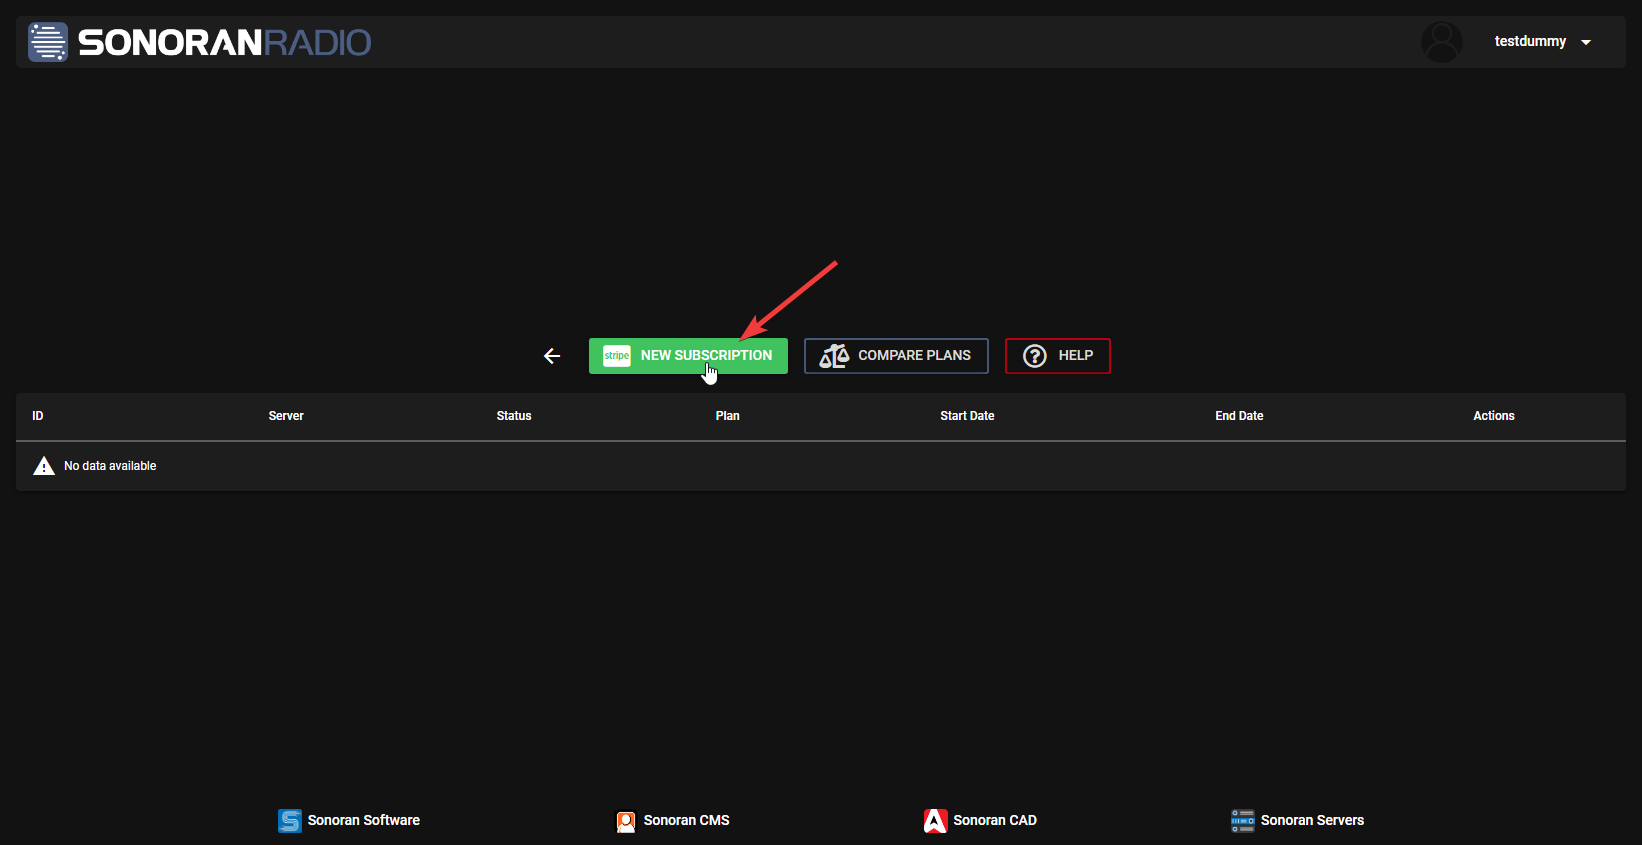 SONORANRADIO
testdummy
stripe NEW SUBSCRIPTION
COMPARE PLANS
HELP
ID Server Status Plan Start Date End Date Actions
No data available
Sonoran Software Sonoran CMS Sonoran CAD Sonoran Servers